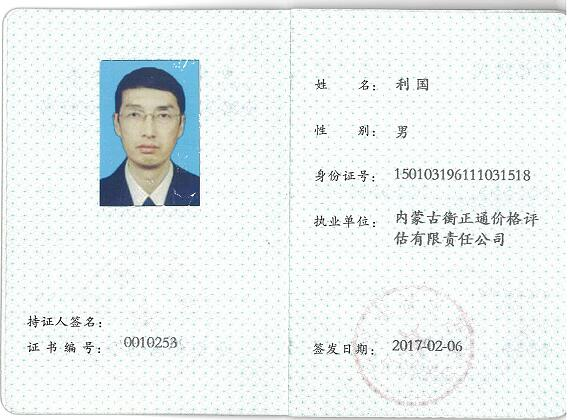 持证人签名:
证书编号: 0010253
姓 名: 利国
性 别: 男
身份证号: 150103196111031518
执业单位: 内蒙古衡正通价格评
估有限责任公司
签发日期: 2017-02-06